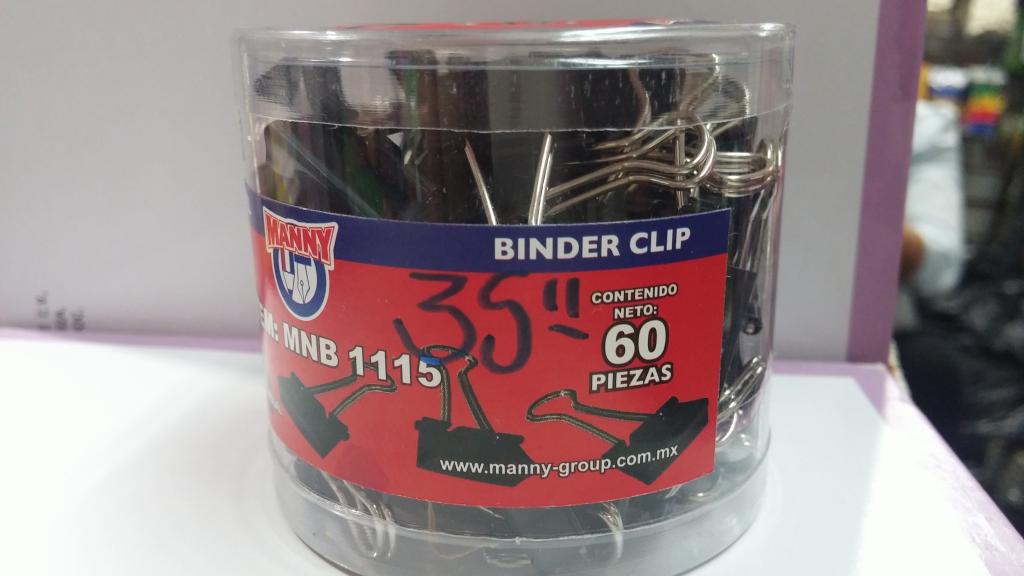 MANNY
BINDER CLIP
35"
CONTENIDO
NETO:
60
PIEZAS
EM: MNB 1115
www.manny-group.com.mx